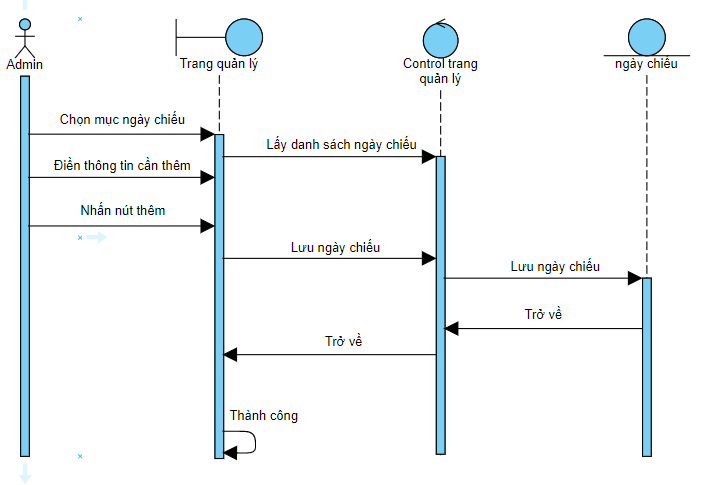 Admin
Trang quản lý
Control trang
quản lý
ngày chiếu
Chọn mục ngày chiếu
Lấy danh sách ngày chiếu
Điền thông tin cần thêm
Nhấn nút thêm
Lưu ngày chiếu
Lưu ngày chiếu
Trở về
Trở về
Thành công